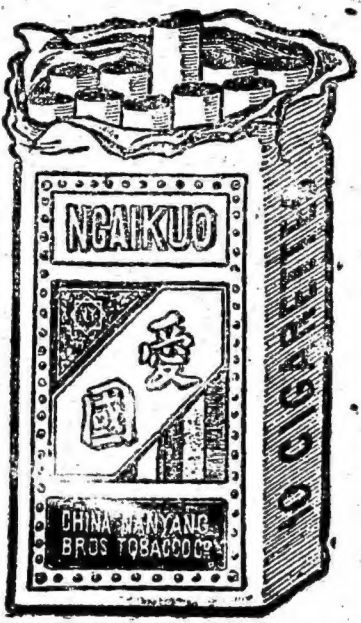 NGAIKUO
愛
國
CHINA NANYANG
BROS TOBACCO Co
10 CIGARETTES